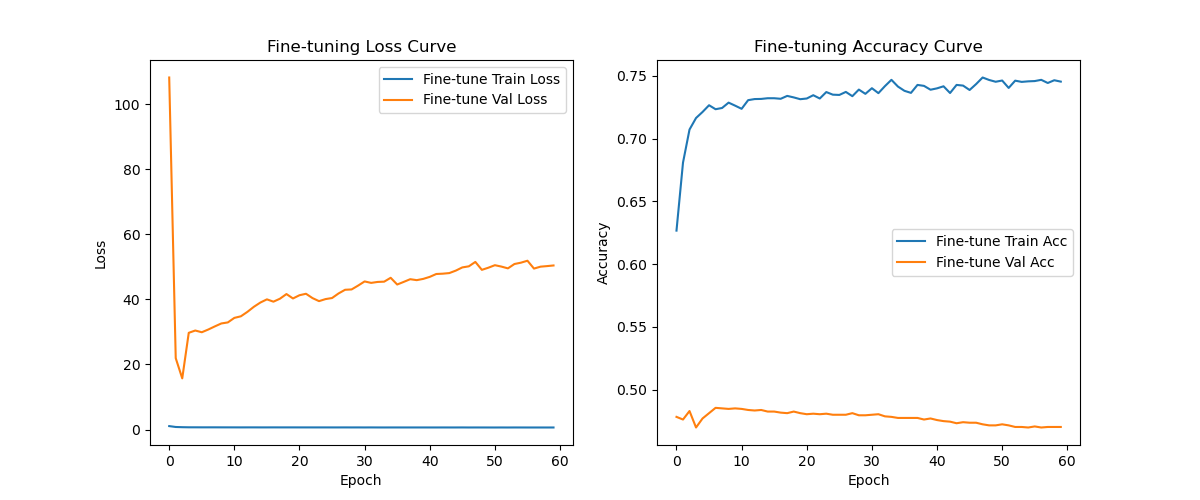 Fine-tuning Loss Curve
Fine-tune Train Loss
Fine-tune Val Loss
100
80
60
40
20
0
Loss
0 10 20 30 40 50 60
Epoch
Fine-tuning Accuracy Curve
0.75
0.70
0.65
0.60
0.55
0.50
Accuracy
Fine-tune Train Acc
Fine-tune Val Acc
0 10 20 30 40 50 60
Epoch